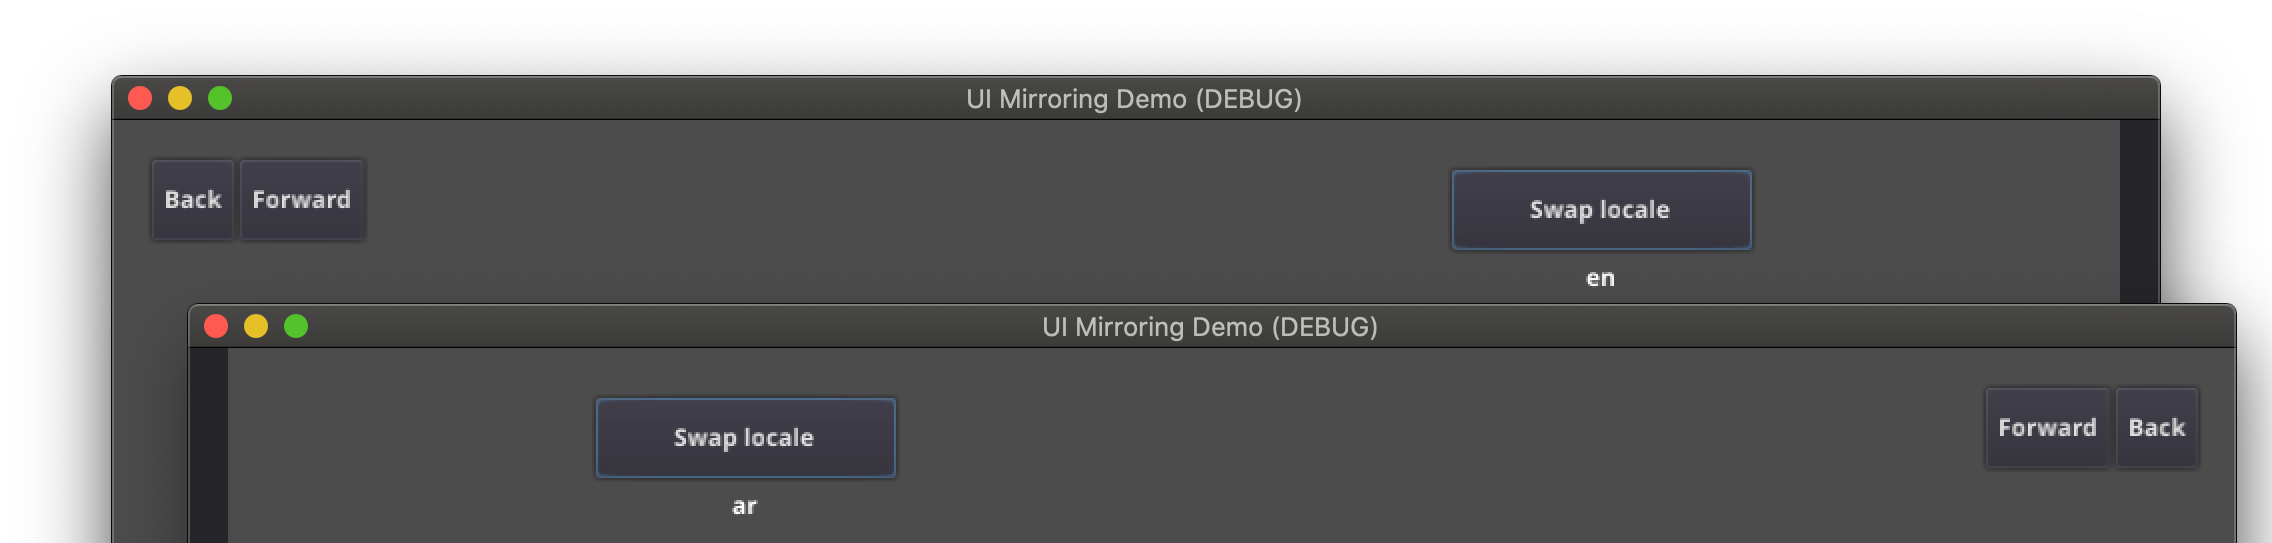 UI Mirroring Demo (DEBUG)
Back Forward
Swap locale
en
UI Mirroring Demo (DEBUG)
Swap locale
Forward Back
ar